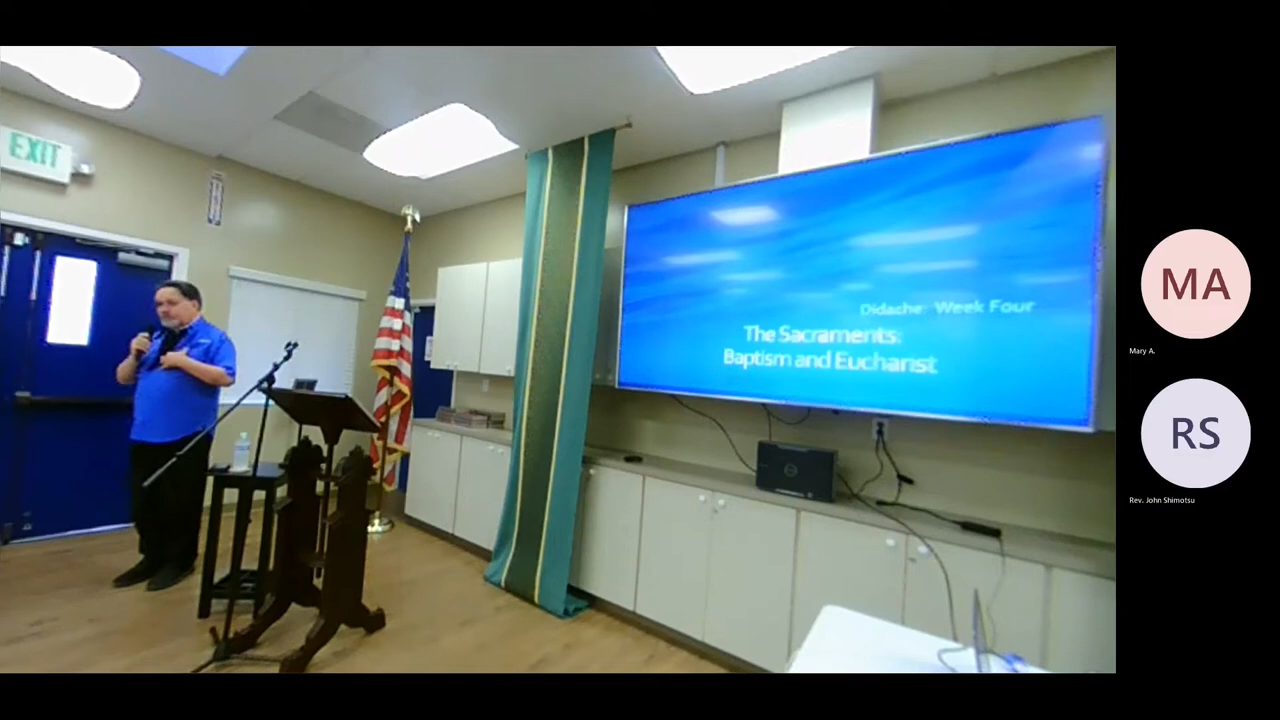 EXIT
Didache: Week Four
The Sacraments:
Baptism and Eucharist
MA
Mary A.
RS
Rev. John Shimotsu